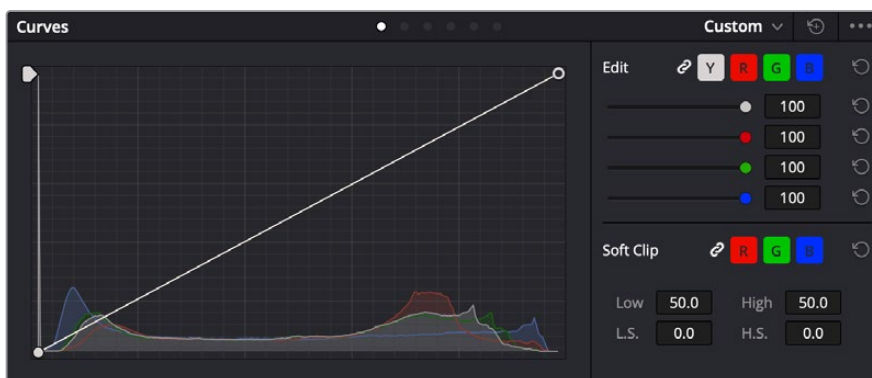 Curves Custom
Edit Y R G B
100
100
100
100
Soft Clip R G B
Low 50.0 High 50.0
L.S. 0.0 H.S. 0.0